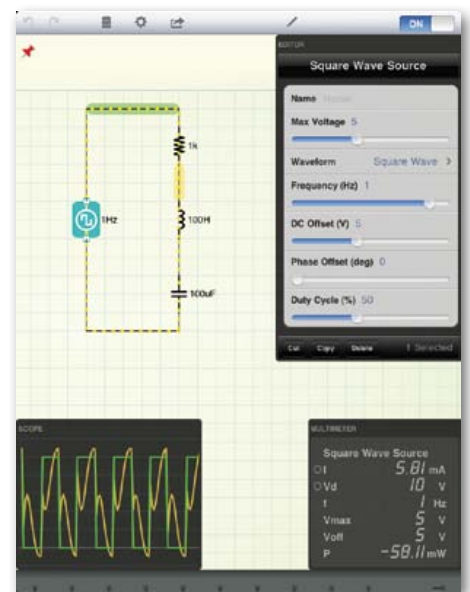 ON
EDITOR
Square Wave Source
Name
Max Voltage 5
Waveform Square Wave >
Frequency (Hz) 1
DC Offset (V) 5
Phase Offset (deg) 0
Duty Cycle (%) 50
Cut Copy Delete 1 Selected
1k
1Hz
100H
100uF
SCOPE
MULTIMETER
Square Wave Source
I 5.81 mA
Vd 10 V
f 1 Hz
Vmax 5 V
Voff 5 V
P -58.11 mW